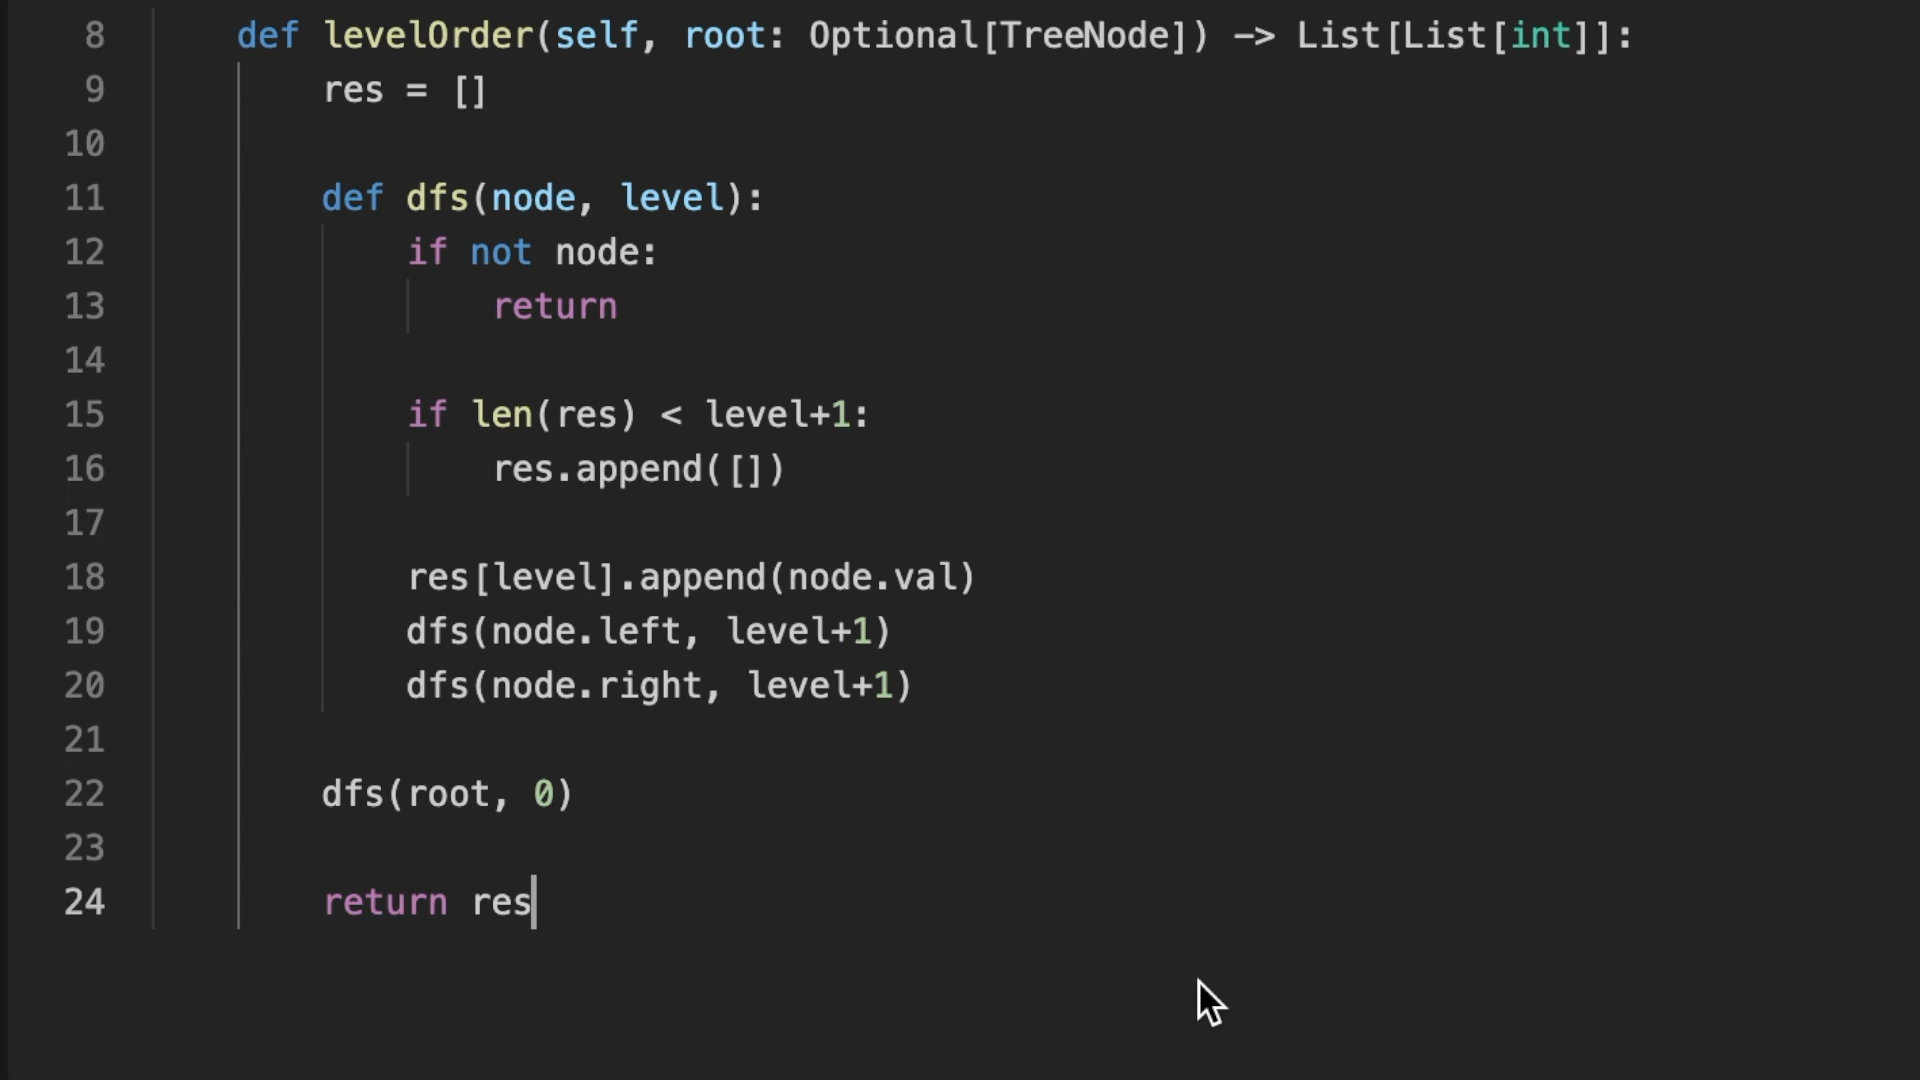 8 def levelOrder(self, root: Optional[TreeNode]) -> List[List[int]]:
9 res = []
10
11 def dfs(node, level):
12 if not node:
13 return
14
15 if len(res) < level+1:
16 res.append([])
17
18 res[level].append(node.val)
19 dfs(node.left, level+1)
20 dfs(node.right, level+1)
21
22 dfs(root, 0)
23
24 return res